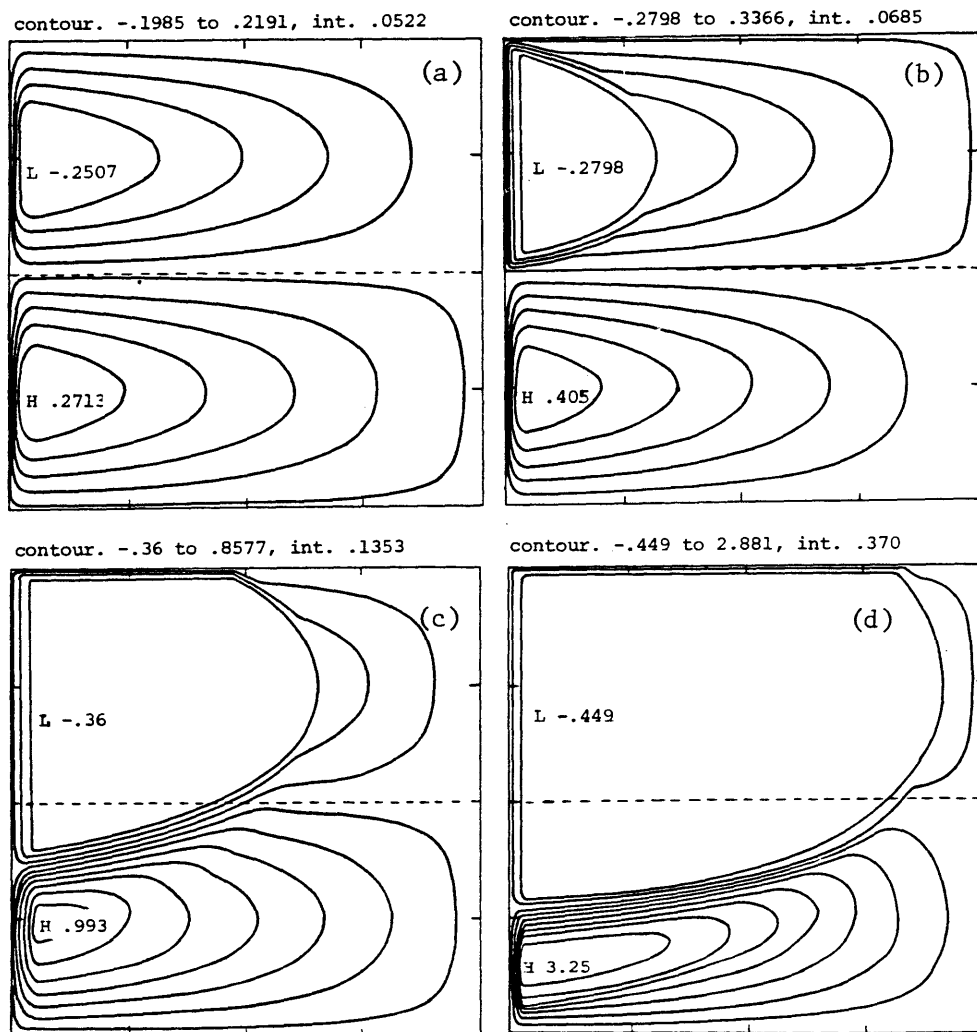 contour. -.1985 to .2191, int. .0522
(a)
L -.2507
H .2713
contour. -.2798 to .3366, int. .0685
(b)
L -.2798
H .405
contour. -.36 to .8577, int. .1353
(c)
L -.36
H .993
contour. -.449 to 2.881, int. .370
(d)
L -.449
H 3.25